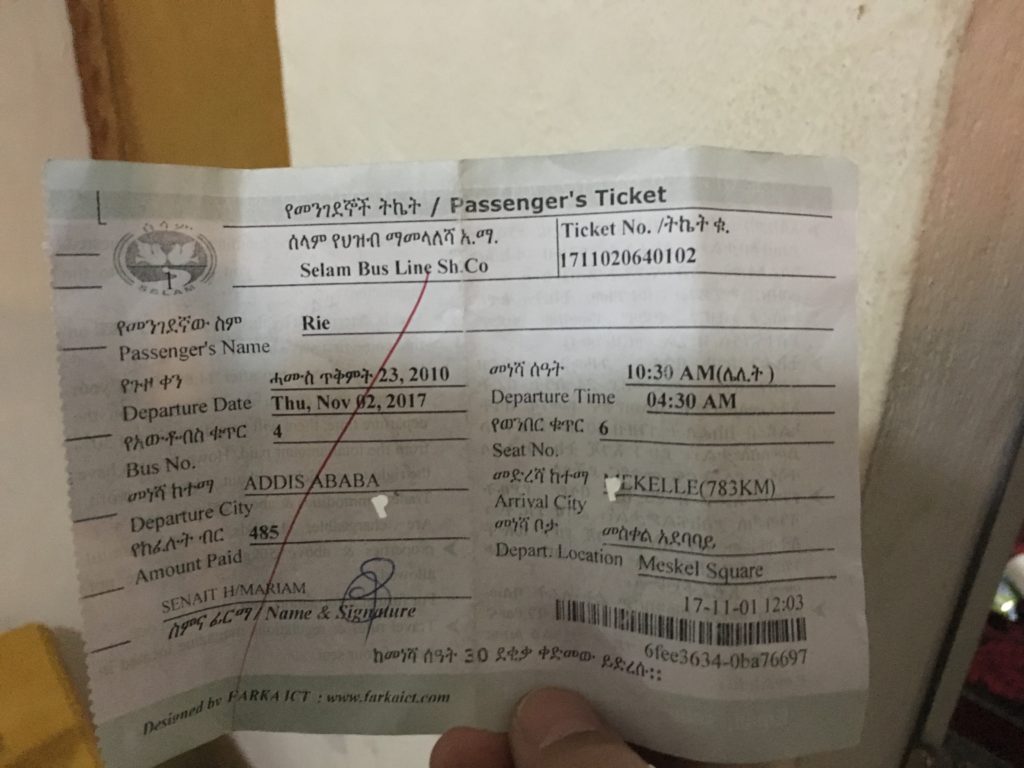 የመንገደኞች ትኬት / Passenger's Ticket
ሰላም
SELAM
ሰላም የህዝብ ማመላለሻ አ.ማ.
Selam Bus Line Sh.Co
Ticket No. /ትኬት ቁ.
1711020640102
የመንገደኛው ስም Rie
Passenger's Name
የጉዞ ቀን ሓሙስ ጥቅምት 23, 2010
Departure Date Thu, Nov 02, 2017
መነሻ ሰዓት 10:30 AM(ሌሊት )
Departure Time 04:30 AM
የአውቶብስ ቁጥር 4
Bus No.
የወንበር ቁጥር 6
Seat No.
መነሻ ከተማ ADDIS ABABA
Departure City
መድረሻ ከተማ EKELLE(783KM)
Arrival City
የከፈሉት ብር 485
Amount Paid
መነሻ ቦታ መስቀል አደባባይ
Depart. Location Meskel Square
SENAIT H/MARIAM
ስምና ፊርማ/ Name & Signature
17-11-01 12:03
6fee3634-0ba76697
ከመነሻ ሰዓት 30 ደቂቃ ቀድመው ይድረሱ::
Designed by FARKA ICT : www.farkaict.com